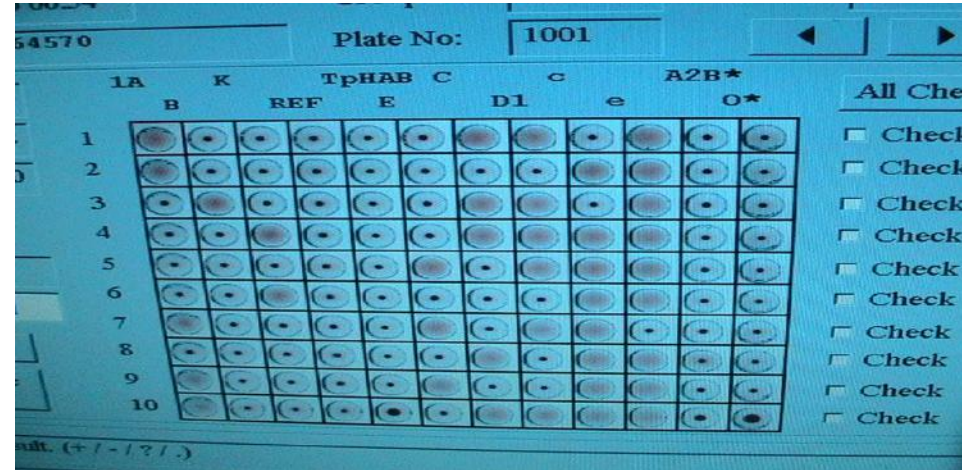 54570 Plate No: 1001
1A K TpHAB C c A2B*
B REF E D1 e O* All Che
1 Check
2 Check
3 Check
4 Check
5 Check
6 Check
7 Check
8 Check
9 Check
10 Check
sult. (+ / - / ? / .)